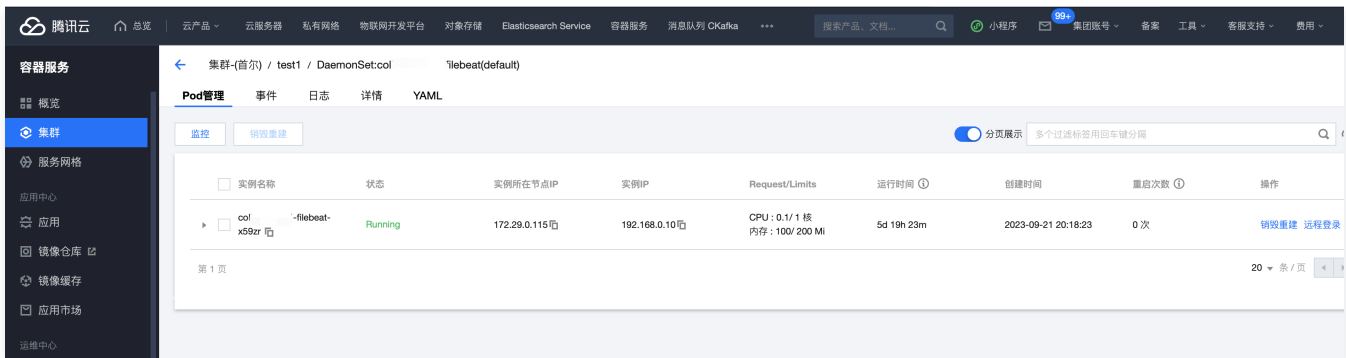 腾讯云 总览 云产品 云服务器 私有网络 物联网开发平台 对象存储 Elasticsearch Service 容器服务 消息队列 CKafka ••• 搜索产品、文档... 小程序 99+ 集团账号 备案 工具 客服支持 费用
容器服务
集群-(首尔) / test1 / DaemonSet:col ilebeat(default)
Pod管理 事件 日志 详情 YAML
概览
集群
服务网格
应用中心
应用
镜像仓库
镜像缓存
应用市场
运维中心
监控 销毁重建 分页展示 多个过滤标签用回车键分隔
实例名称 状态 实例所在节点IP 实例IP Request/Limits 运行时间 创建时间 重启次数 操作
col -filebeat-
x59zr
Running 172.29.0.115 192.168.0.10
CPU : 0.1/ 1 核
内存 : 100/ 200 Mi
5d 19h 23m 2023-09-21 20:18:23 0 次 销毁重建 远程登录
第 1 页 20 条 / 页